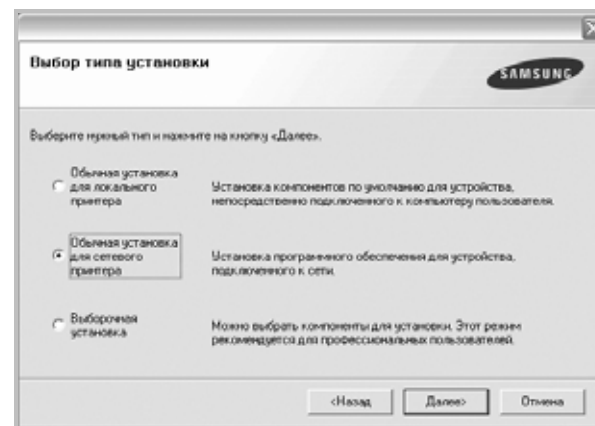 Выбор типа установки
SAMSUNG
Выберите нужный тип и нажмите на кнопку «Далее».
Обычная установка
для локального
принтера
Установка компонентов по умолчанию для устройства,
непосредственно подключенного к компьютеру пользователя.
Обычная установка
для сетевого
принтера
Установка программного обеспечения для устройства,
подключенного к сети.
Выборочная
установка
Можно выбрать компоненты для установки. Этот режим
рекомендуется для профессиональных пользователей.
<Назад
Далее>
Отмена